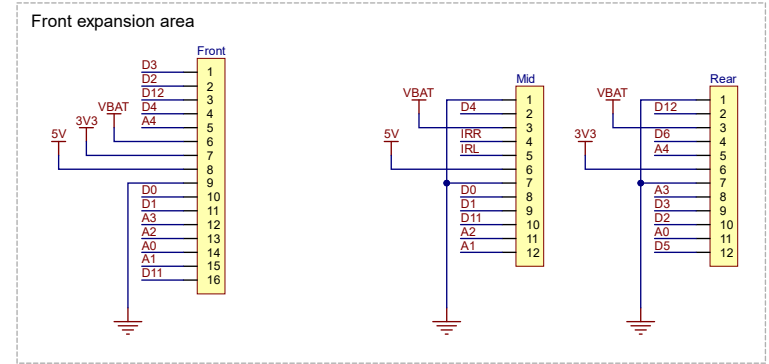 Front expansion area
Front
D3
1
D2
2
D12
3
D4
4
A4
5
VBAT
6
3V3
7
5V
8
9
D0
10
D1
11
A3
12
A2
13
A0
14
A1
15
D11
16
Mid
VBAT
1
D4
2
3
IRR
4
IRL
5
5V
6
7
D0
8
D1
9
D11
10
A2
11
A1
12
Rear
VBAT
1
D12
2
3
D6
4
A4
5
3V3
6
7
A3
8
D3
9
D2
10
A0
11
D5
12